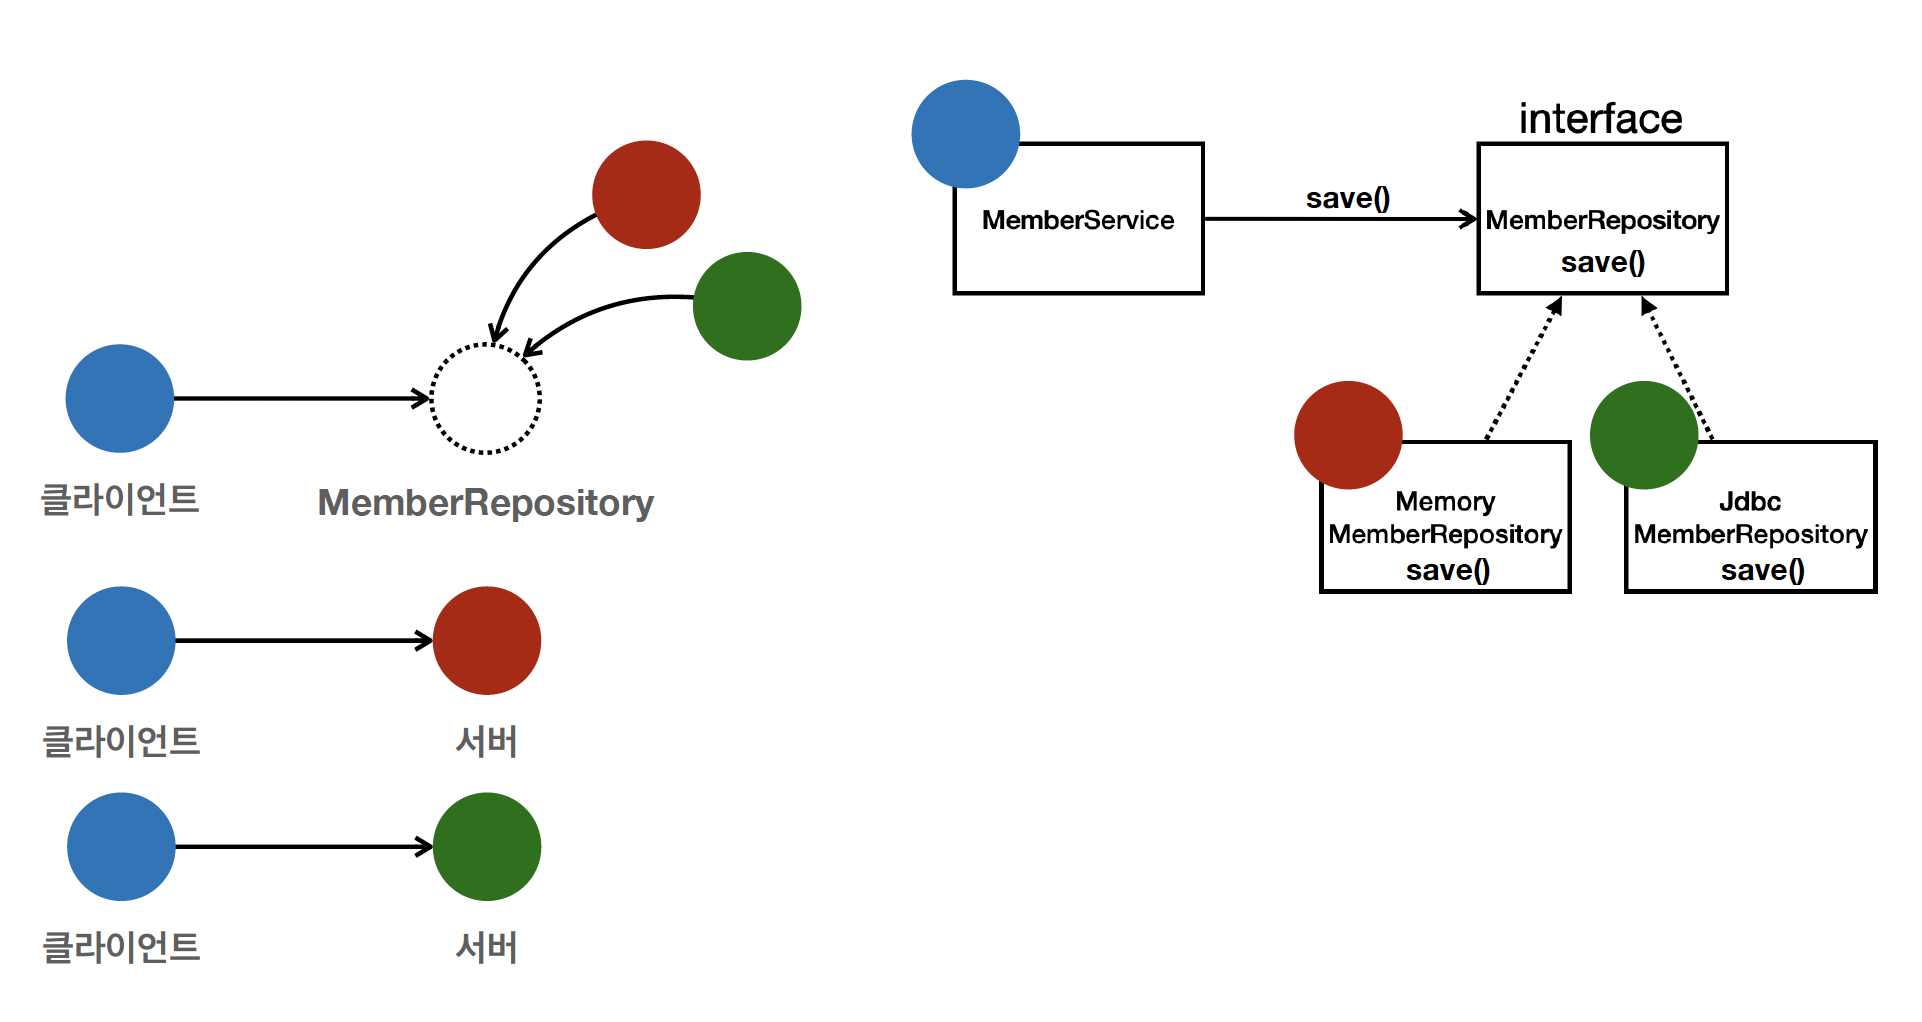 클라이언트
MemberRepository
클라이언트
서버
클라이언트
서버
MemberService
save()
interface
MemberRepository
save()
Memory
MemberRepository
save()
Jdbc
MemberRepository
save()